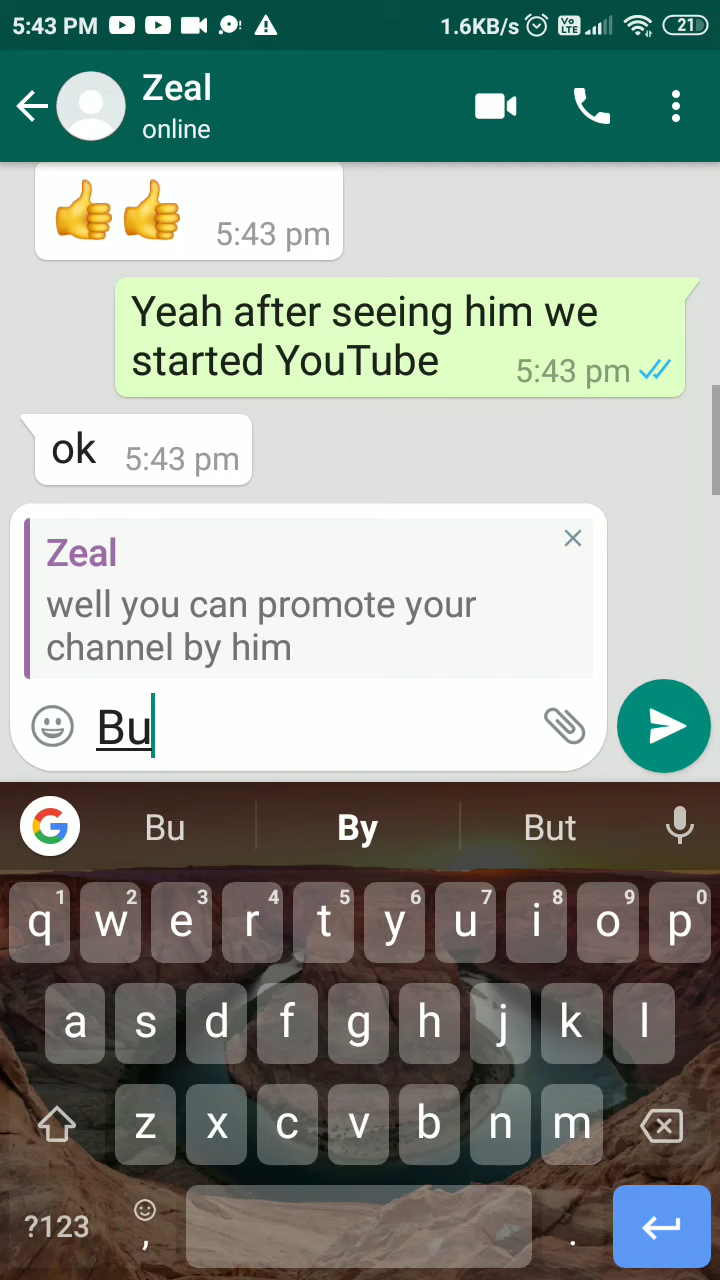 5:43 PM 1.6KB/s Vo LTE 21
Zeal
online
5:43 pm
Yeah after seeing him we
started YouTube 5:43 pm
ok 5:43 pm
Zeal
well you can promote your
channel by him
Bu
G Bu By But
1 2 3 4 5 6 7 8 9 0
q w e r t y u i o p
a s d f g h j k l
z x c v b n m
?123 , .